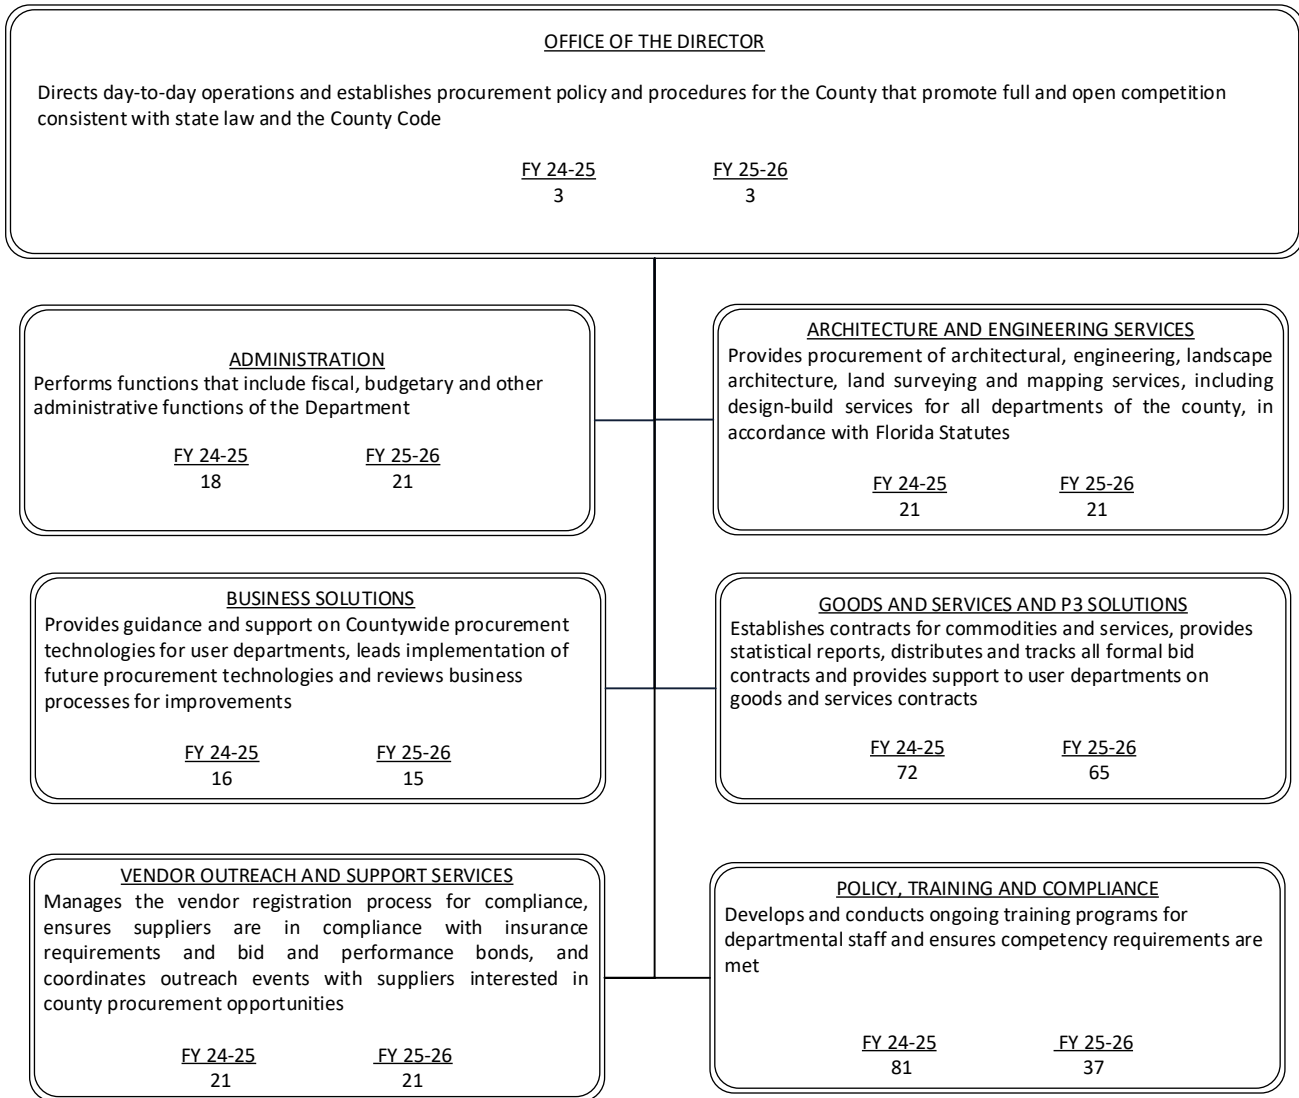 OFFICE OF THE DIRECTOR
Directs day-to-day operations and establishes procurement policy and procedures for the County that promote full and open competition
consistent with state law and the County Code
FY 24-25 FY 25-26
3 3
ADMINISTRATION
Performs functions that include fiscal, budgetary and other
administrative functions of the Department
FY 24-25 FY 25-26
18 21
ARCHITECTURE AND ENGINEERING SERVICES
Provides procurement of architectural, engineering, landscape
architecture, land surveying and mapping services, including
design-build services for all departments of the county, in
accordance with Florida Statutes
FY 24-25 FY 25-26
21 21
BUSINESS SOLUTIONS
Provides guidance and support on Countywide procurement
technologies for user departments, leads implementation of
future procurement technologies and reviews business
processes for improvements
FY 24-25 FY 25-26
16 15
GOODS AND SERVICES AND P3 SOLUTIONS
Establishes contracts for commodities and services, provides
statistical reports, distributes and tracks all formal bid
contracts and provides support to user departments on
goods and services contracts
FY 24-25 FY 25-26
72 65
VENDOR OUTREACH AND SUPPORT SERVICES
Manages the vendor registration process for compliance,
ensures suppliers are in compliance with insurance
requirements and bid and performance bonds, and
coordinates outreach events with suppliers interested in
county procurement opportunities
FY 24-25 FY 25-26
21 21
POLICY, TRAINING AND COMPLIANCE
Develops and conducts ongoing training programs for
departmental staff and ensures competency requirements are
met
FY 24-25 FY 25-26
81 37